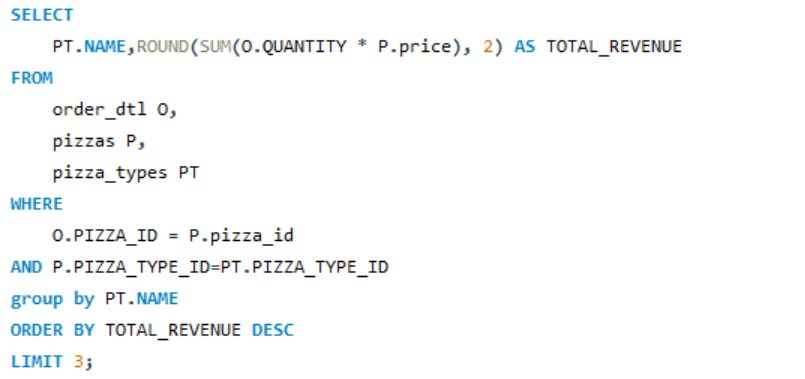 SELECT
PT.NAME,ROUND(SUM(O.QUANTITY * P.price), 2) AS TOTAL_REVENUE
FROM
order_dtl O,
pizzas P,
pizza_types PT
WHERE
O.PIZZA_ID = P.pizza_id
AND P.PIZZA_TYPE_ID=PT.PIZZA_TYPE_ID
group by PT.NAME
ORDER BY TOTAL_REVENUE DESC
LIMIT 3;